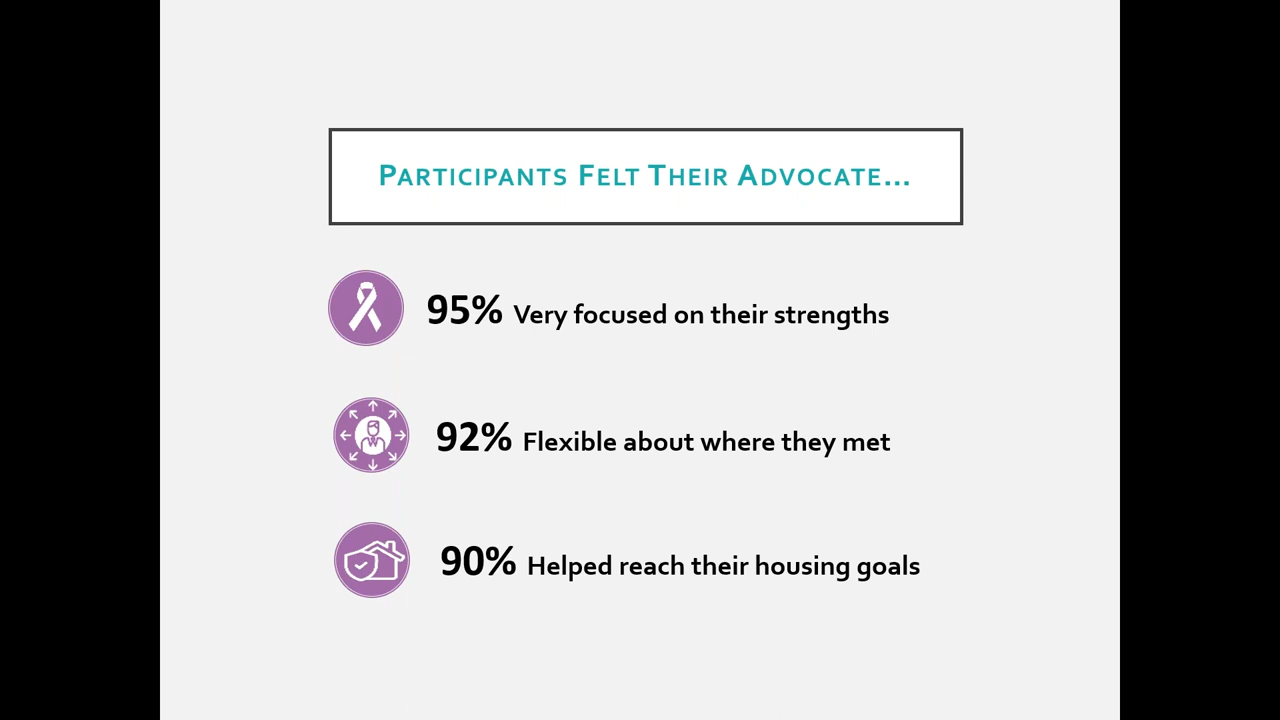 Participants Felt Their Advocate...
95% Very focused on their strengths
92% Flexible about where they met
90% Helped reach their housing goals